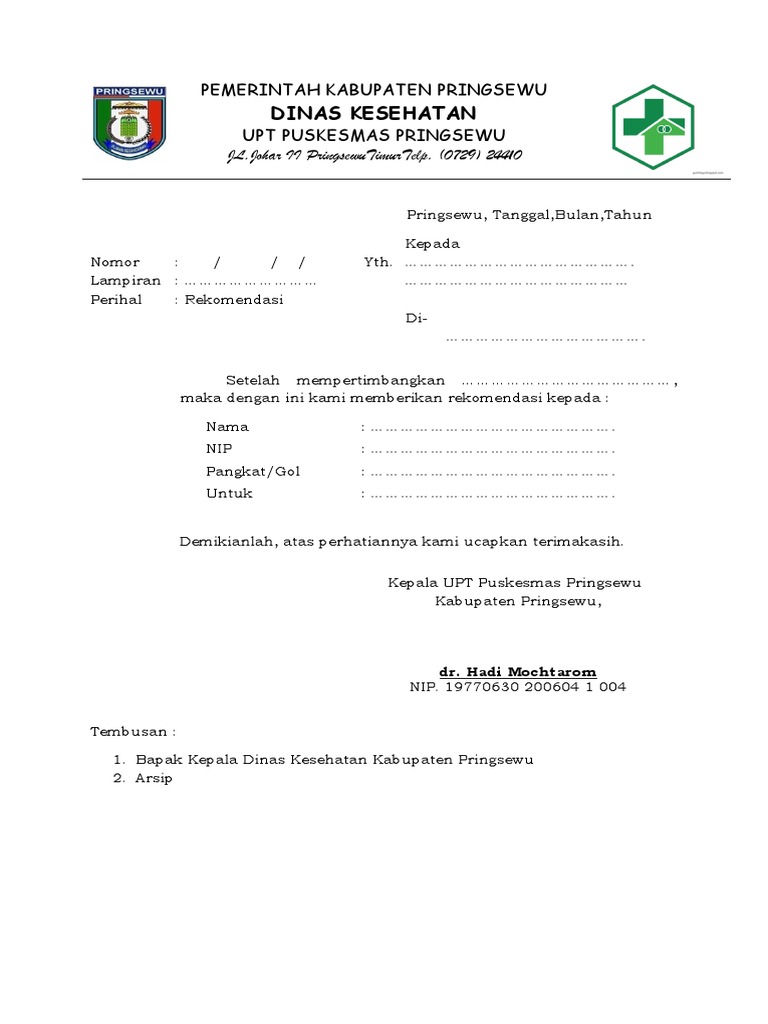 PRINGSEWU
PEMERINTAH KABUPATEN PRINGSEWU
DINAS KESEHATAN
UPT PUSKESMAS PRINGSEWU
JL.Johar II PringsewuTimurTelp. (0729) 24410
Pringsewu, Tanggal,Bulan,Tahun
Kepada
Nomor : / / / Yth. ……………………………………….
Lampiran : ……………………… ………………………………………
Perihal : Rekomendasi
Di-
………………………………….
Setelah mempertimbangkan ……………………………………,
maka dengan ini kami memberikan rekomendasi kepada :
Nama : ………………………………………….
NIP : ………………………………………….
Pangkat/Gol : ………………………………………….
Untuk : ………………………………………….
Demikianlah, atas perhatiannya kami ucapkan terimakasih.
Kepala UPT Puskesmas Pringsewu
Kabupaten Pringsewu,
dr. Hadi Mochtarom
NIP. 19770630 200604 1 004
Tembusan :
1. Bapak Kepala Dinas Kesehatan Kabupaten Pringsewu
2. Arsip